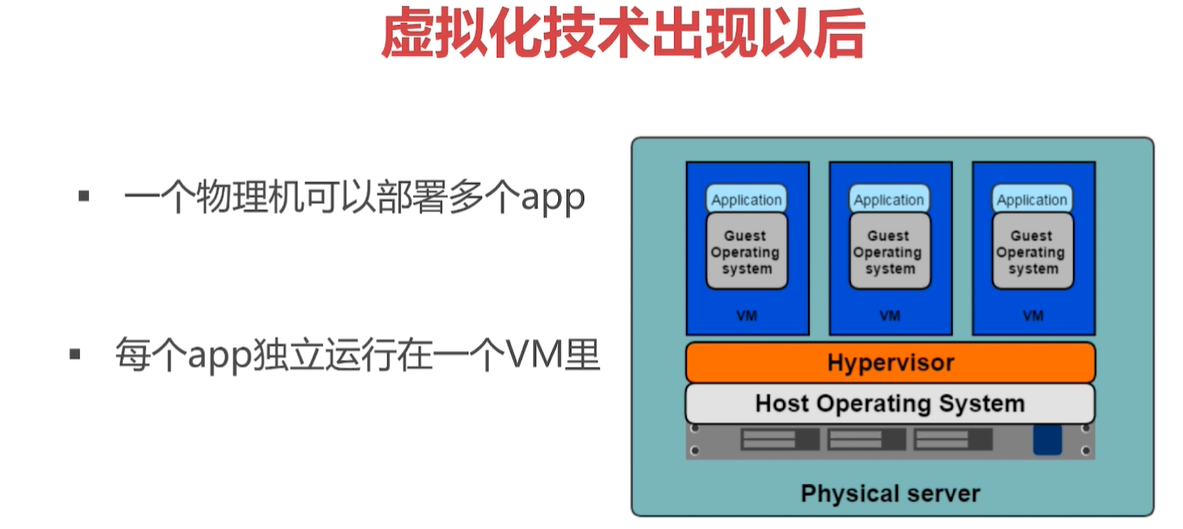 虚拟化技术出现以后
▪ 一个物理机可以部署多个app
▪ 每个app独立运行在一个VM里
Application
Guest
Operating
system
VM
Application
Guest
Operating
system
VM
Application
Guest
Operating
system
VM
Hypervisor
Host Operating System
Physical server